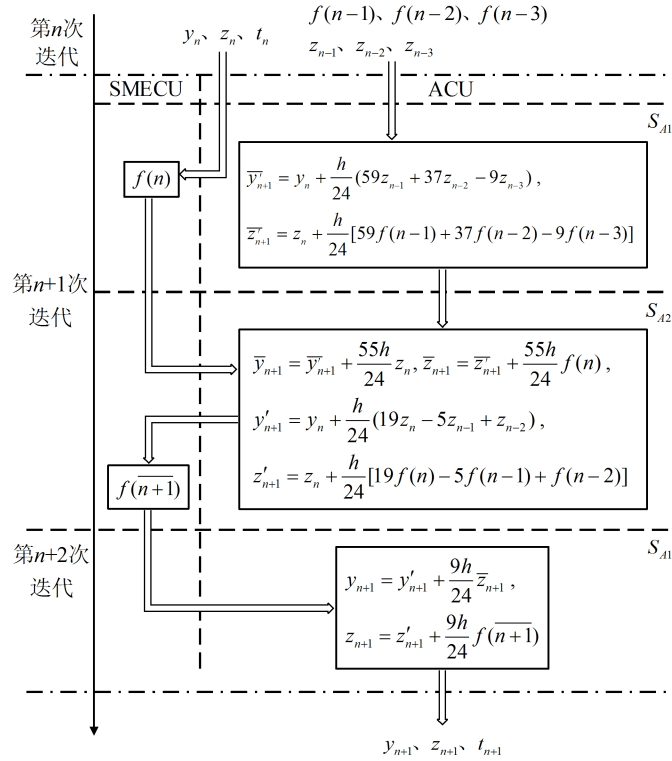 第n次
迭代
y_n、z_n、t_n
f(n−1)、f(n−2)、f(n−3)
z_{n−1}、z_{n−2}、z_{n−3}
SMECU
ACU
S_{A1}
f(n)
\overline{y'_{n+1}} = y_n + \frac{h}{24}(59z_{n−1} + 37z_{n−2} − 9z_{n−3}) ,
\overline{z'_{n+1}} = z_n + \frac{h}{24}[59f(n−1) + 37f(n−2) − 9f(n−3)]
第n+1次
迭代
S_{A2}
\overline{y}_{n+1} = \overline{y'_{n+1}} + \frac{55h}{24}z_n, \overline{z}_{n+1} = \overline{z'_{n+1}} + \frac{55h}{24}f(n) ,
y'_{n+1} = y_n + \frac{h}{24}(19z_n − 5z_{n−1} + z_{n−2}) ,
z'_{n+1} = z_n + \frac{h}{24}[19f(n) − 5f(n−1) + f(n−2)]
f(\overline{n+1})
第n+2次
迭代
S_{A1}
y_{n+1} = y'_{n+1} + \frac{9h}{24}\overline{z}_{n+1} ,
z_{n+1} = z'_{n+1} + \frac{9h}{24}f(\overline{n+1})
y_{n+1}、z_{n+1}、t_{n+1}